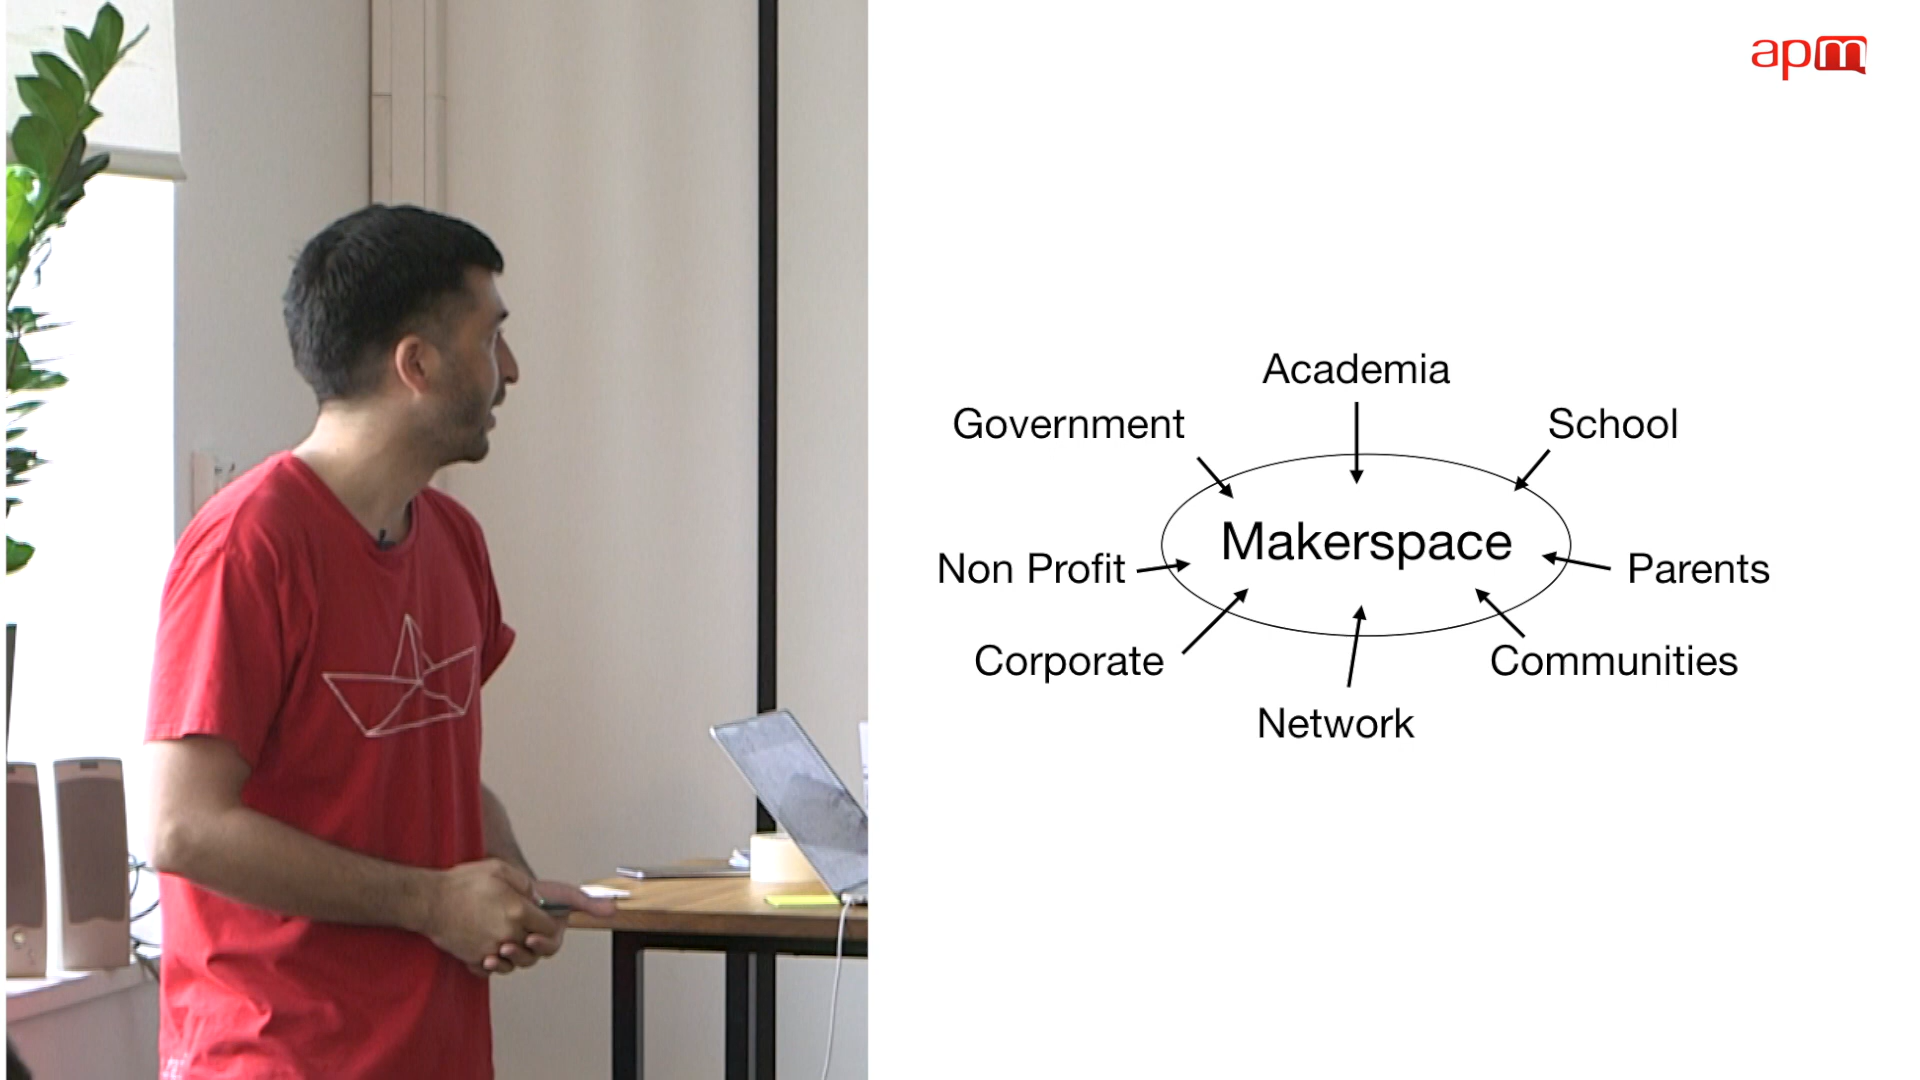 apm
Academia
Government
School
Makerspace
Non Profit
Parents
Corporate
Communities
Network